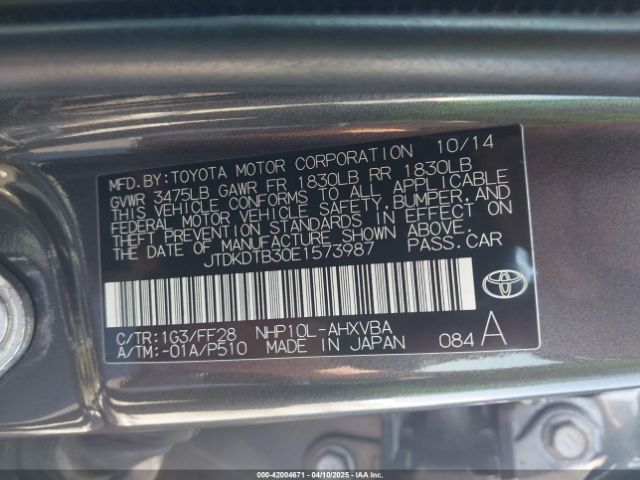 MFD.BY:TOYOTA MOTOR CORPORATION 10/14
GVWR 3475LB GAWR FR 1830LB RR 1830LB
THIS VEHICLE CONFORMS TO ALL APPLICABLE
FEDERAL MOTOR VEHICLE SAFETY,BUMPER,AND
THEFT PREVENTION STANDARDS IN EFFECT ON
THE DATE OF MANUFACTURE SHOWN ABOVE.
JTDKDTB30E1573987 PASS.CAR
C/TR:1G3/FF28 NHP10L-AHXVBA
A/TM:-01A/P510 MADE IN JAPAN 084 A
000-42004671 | 04/10/2025 - IAA, Inc.